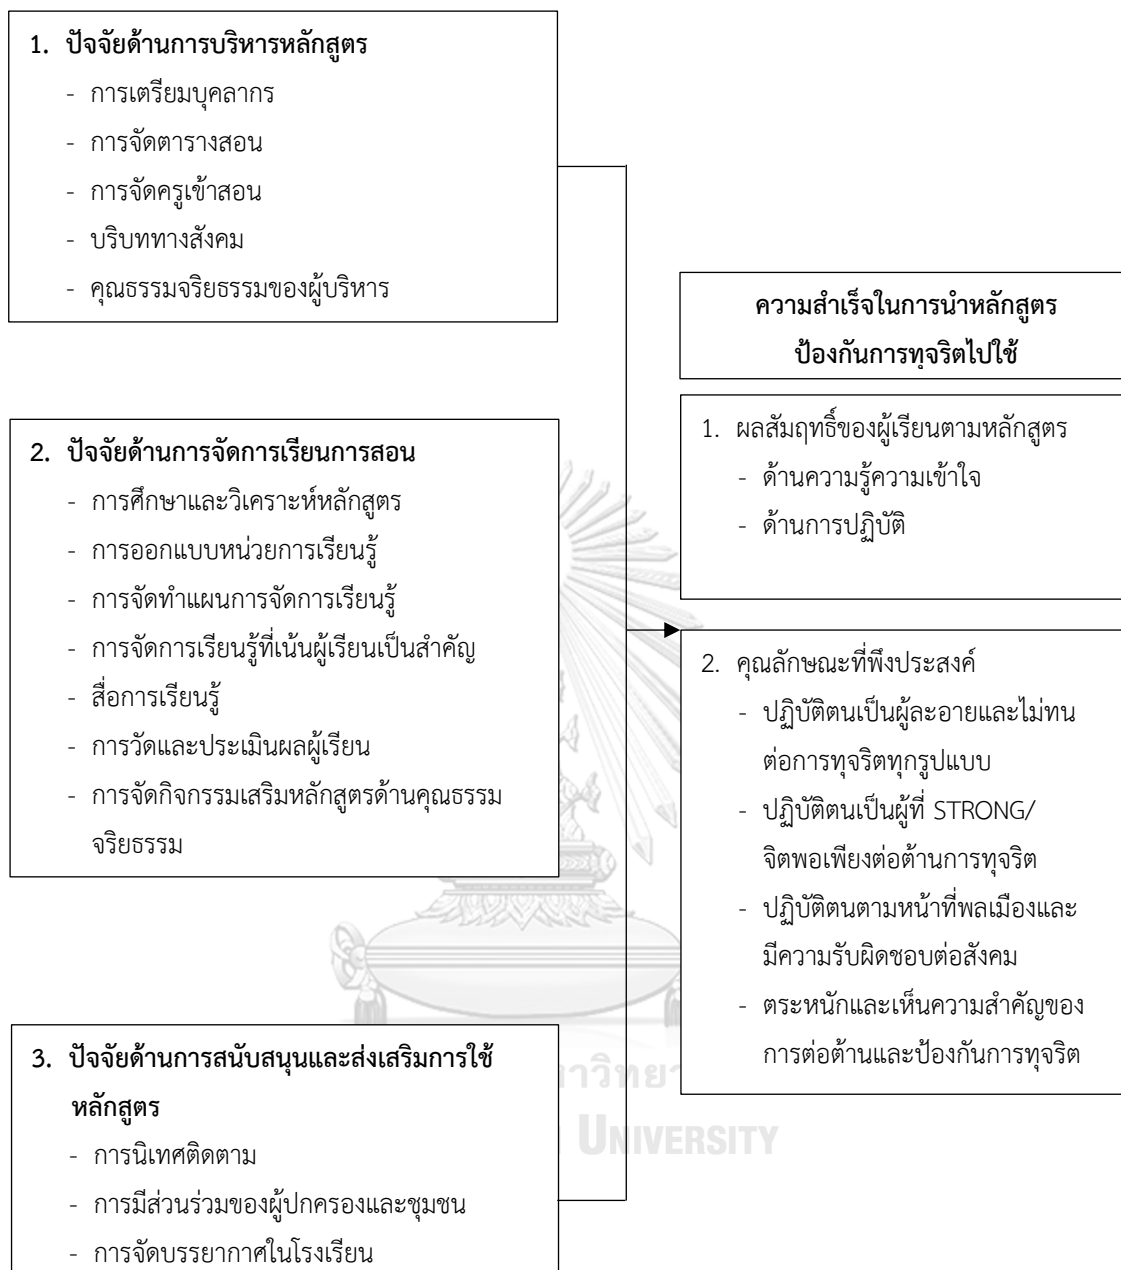 1. ปัจจัยด้านการบริหารหลักสูตร
- การเตรียมบุคลากร
- การจัดตารางสอน
- การจัดครูเข้าสอน
- บริบททางสังคม
- คุณธรรมจริยธรรมของผู้บริหาร
2. ปัจจัยด้านการจัดการเรียนการสอน
- การศึกษาและวิเคราะห์หลักสูตร
- การออกแบบหน่วยการเรียนรู้
- การจัดทำแผนการจัดการเรียนรู้
- การจัดการเรียนรู้ที่เน้นผู้เรียนเป็นสำคัญ
- สื่อการเรียนรู้
- การวัดและประเมินผลผู้เรียน
- การจัดกิจกรรมเสริมหลักสูตรด้านคุณธรรม
จริยธรรม
3. ปัจจัยด้านการสนับสนุนและส่งเสริมการใช้
หลักสูตร
- การนิเทศติดตาม
- การมีส่วนร่วมของผู้ปกครองและชุมชน
- การจัดบรรยากาศในโรงเรียน
ความสำเร็จในการนำหลักสูตร
ป้องกันการทุจริตไปใช้
1. ผลสัมฤทธิ์ของผู้เรียนตามหลักสูตร
- ด้านความรู้ความเข้าใจ
- ด้านการปฏิบัติ
2. คุณลักษณะที่พึงประสงค์
- ปฏิบัติตนเป็นผู้ละอายและไม่ทน
ต่อการทุจริตทุกรูปแบบ
- ปฏิบัติตนเป็นผู้ที่ STRONG/
จิตพอเพียงต่อต้านการทุจริต
- ปฏิบัติตนตามหน้าที่พลเมืองและ
มีความรับผิดชอบต่อสังคม
- ตระหนักและเห็นความสำคัญของ
การต่อต้านและป้องกันการทุจริต
UNIVERSITY